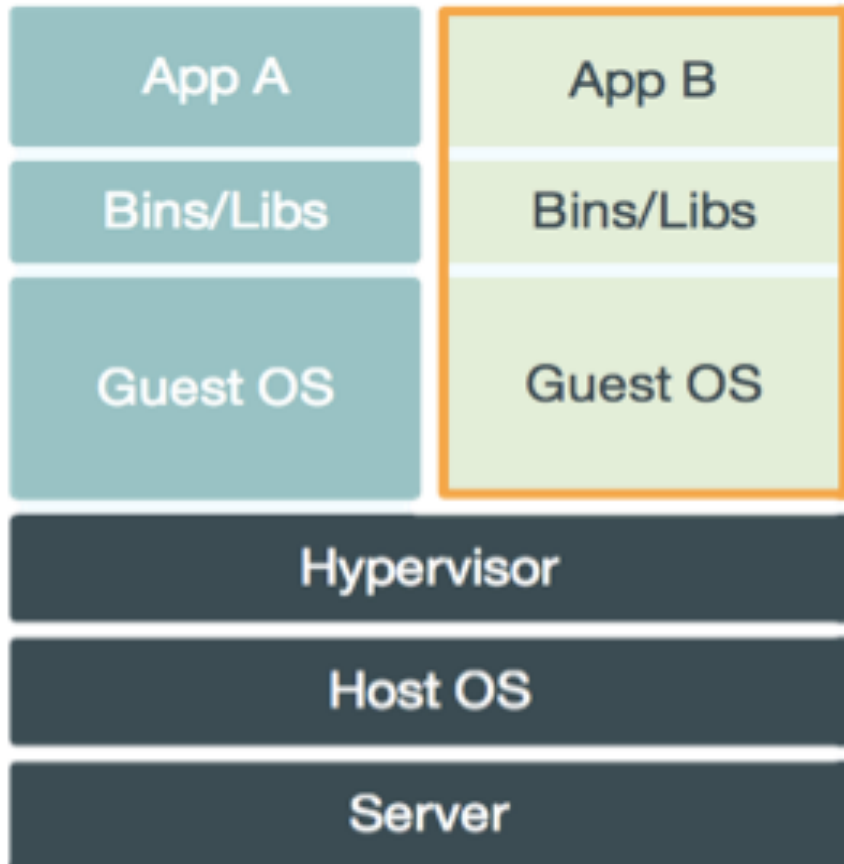 App A
App B
Bins/Libs
Bins/Libs
Guest OS
Guest OS
Hypervisor
Host OS
Server